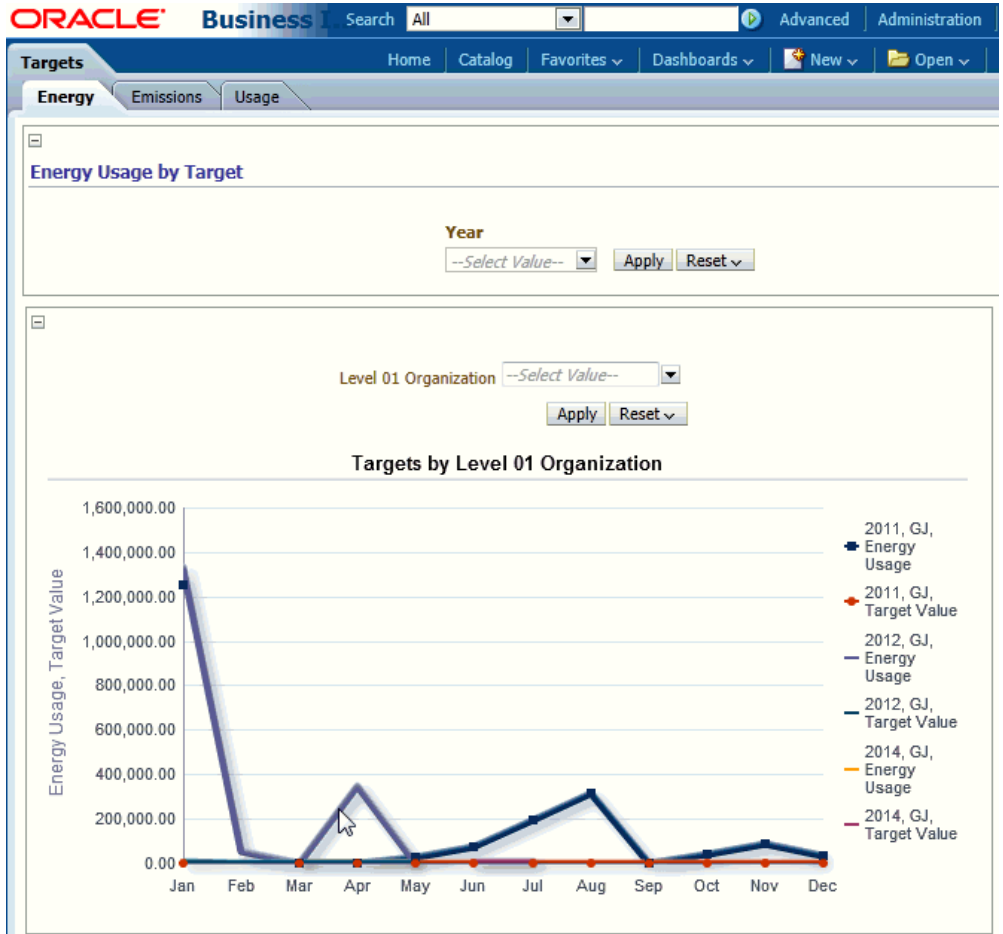 ORACLE Business I Search All Advanced Administration
Targets Home Catalog Favorites Dashboards New Open
Energy Emissions Usage
Energy Usage by Target
Year
--Select Value-- Apply Reset
Level 01 Organization --Select Value--
Apply Reset
Targets by Level 01 Organization
Energy Usage, Target Value
1,600,000.00
1,400,000.00
1,200,000.00
1,000,000.00
800,000.00
600,000.00
400,000.00
200,000.00
0.00
Jan Feb Mar Apr May Jun Jul Aug Sep Oct Nov Dec
2011, GJ,
Energy
Usage
2011, GJ,
Target Value
2012, GJ,
Energy
Usage
2012, GJ,
Target Value
2014, GJ,
Energy
Usage
2014, GJ,
Target Value